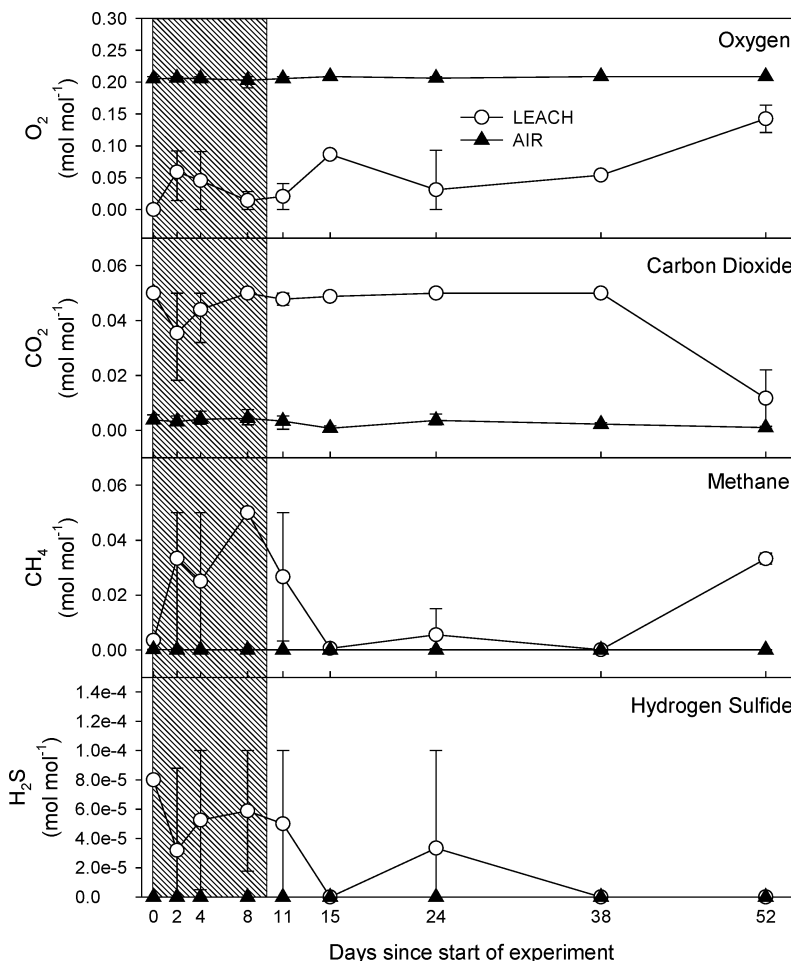 Oxygen
0.30
0.25
0.20
0.15
0.10
0.05
0.00
O₂
(mol mol⁻¹)
LEACH
AIR
Carbon Dioxide
0.06
0.04
0.02
0.00
CO₂
(mol mol⁻¹)
Methane
0.06
0.04
0.02
0.00
CH₄
(mol mol⁻¹)
Hydrogen Sulfide
1.4e-4
1.2e-4
1.0e-4
8.0e-5
6.0e-5
4.0e-5
2.0e-5
0.0
H₂S
(mol mol⁻¹)
0 2 4 8 11 15 24 38 52
Days since start of experiment